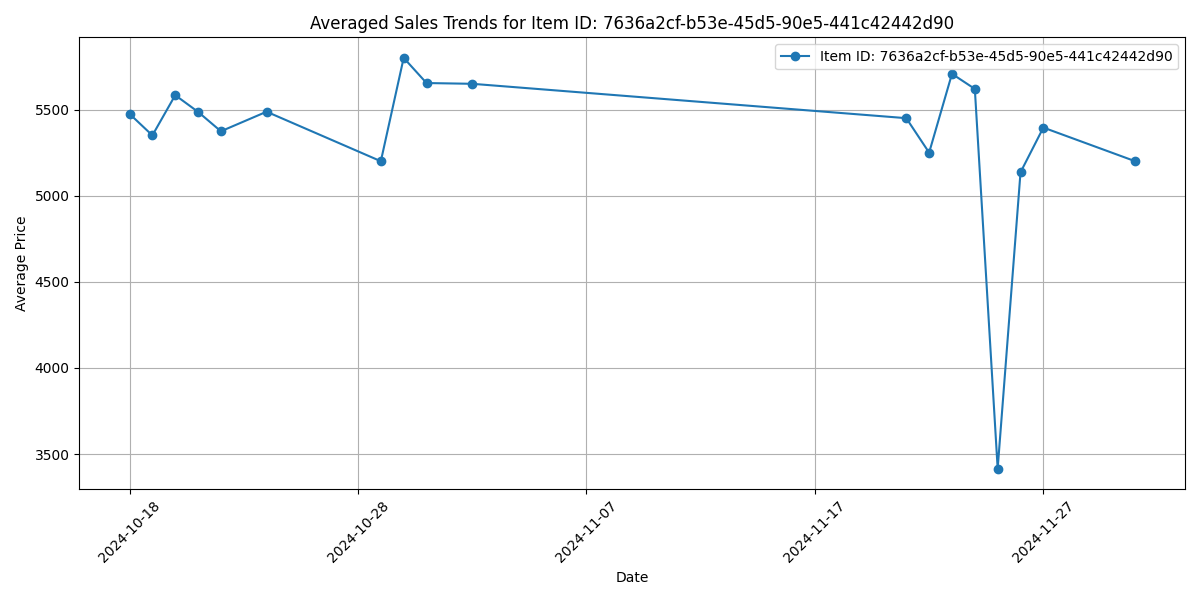 Averaged Sales Trends for Item ID: 7636a2cf-b53e-45d5-90e5-441c42442d90
Item ID: 7636a2cf-b53e-45d5-90e5-441c42442d90
Average Price
5500
5000
4500
4000
3500
2024-10-18
2024-10-28
2024-11-07
2024-11-17
2024-11-27
Date